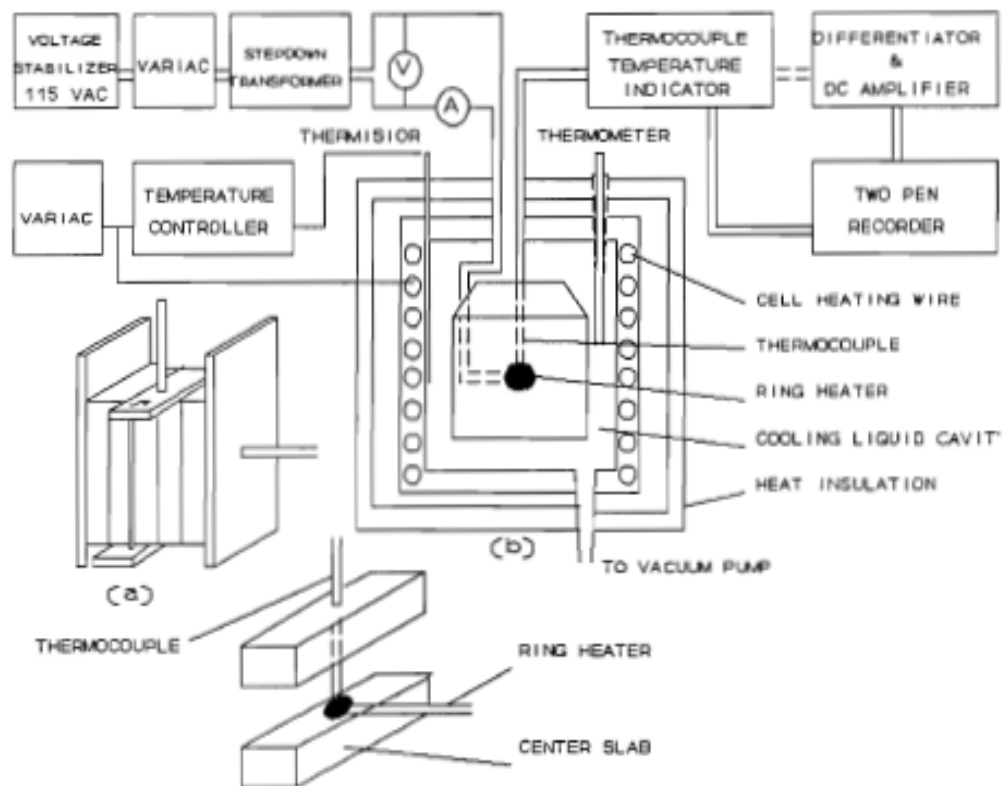 VOLTAGE
STABILIZER
115 VAC
VARIAC
STEPDOWN
TRANSFORMER
V
A
THERMOCOUPLE
TEMPERATURE
INDICATOR
DIFFERENTIATOR
&
DC AMPLIFIER
THERMISIOR
THERMOMETER
VARIAC
TEMPERATURE
CONTROLLER
TWO PEN
RECORDER
CELL HEATING WIRE
THERMOCOUPLE
RING HEATER
COOLING LIQUID CAVITY
HEAT INSULATION
(a)
(b)
TO VACUUM PUMP
THERMOCOUPLE
RING HEATER
CENTER SLAB